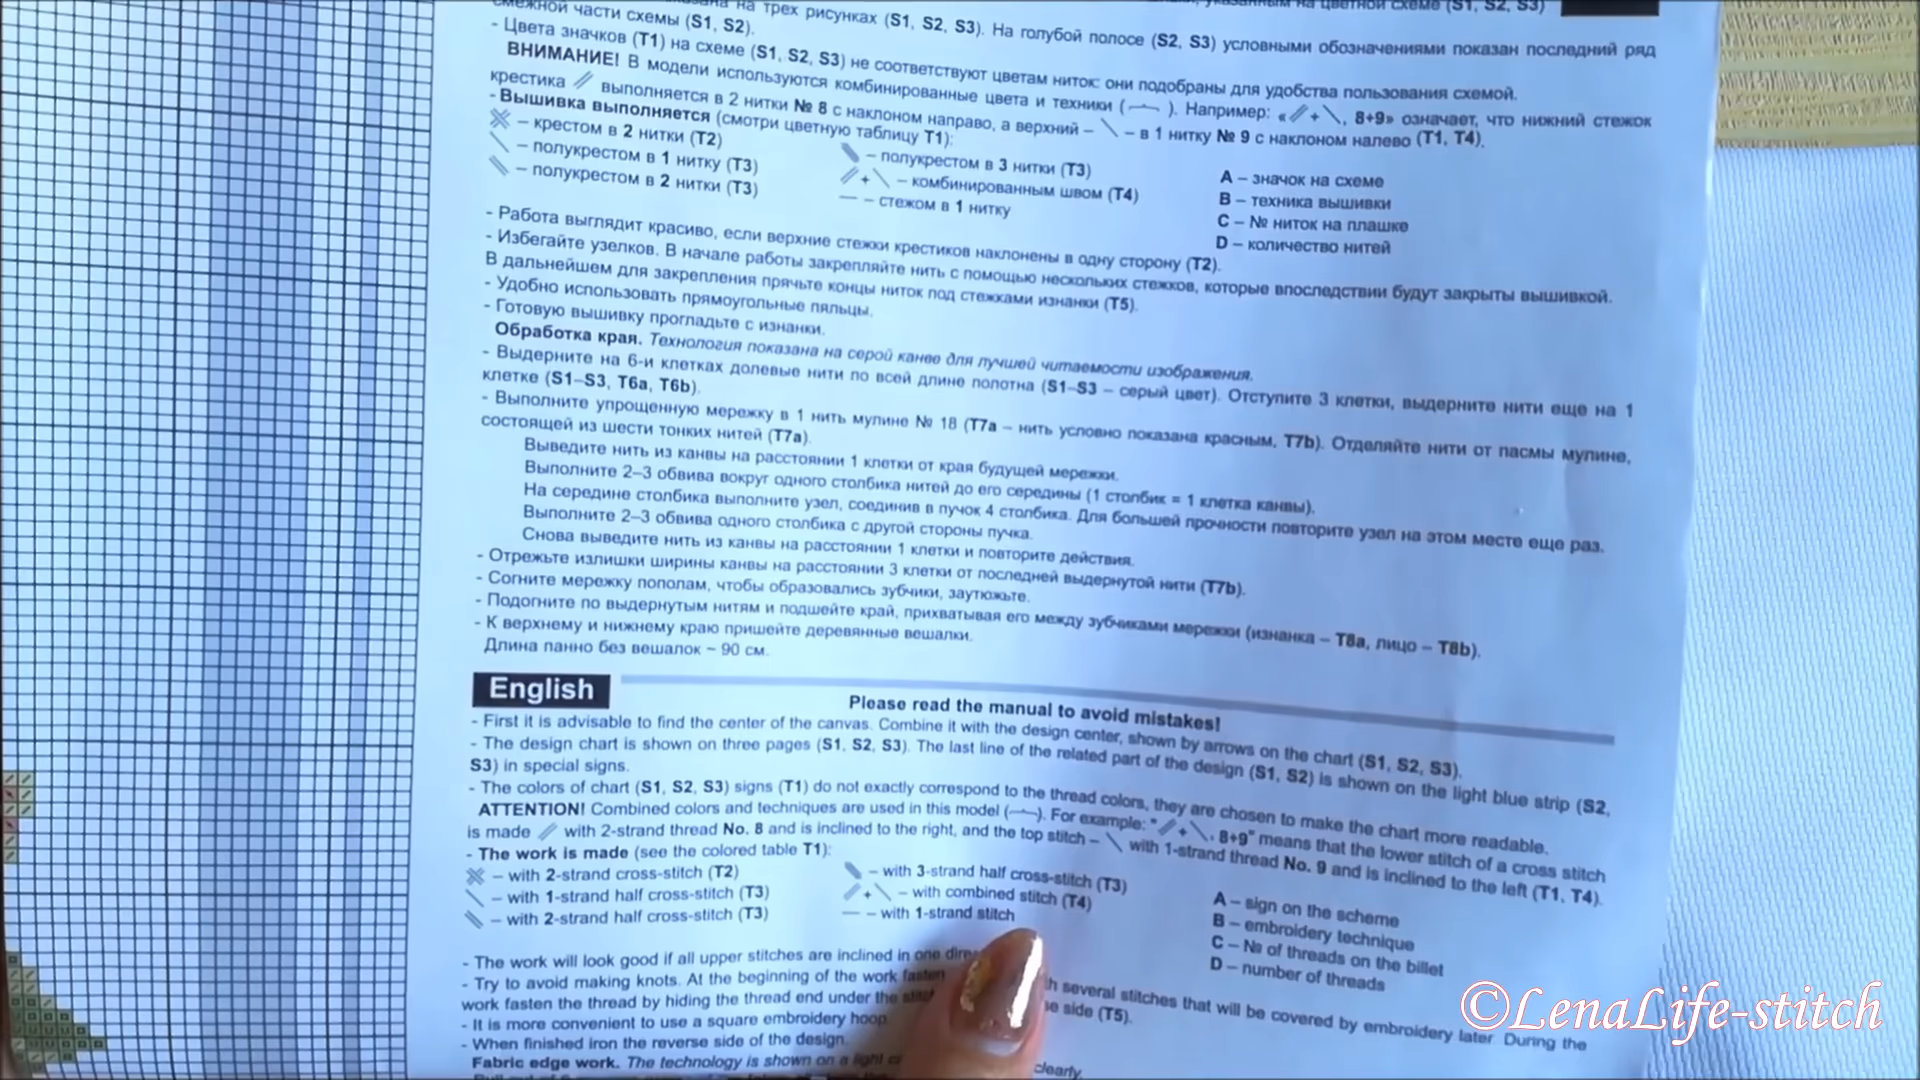 на трех рисунках (S1, S2, S3). На голубой полосе (S2, S3) условными обозначениями показан последний ряд
смежной части схемы (S1, S2).
- Цвета значков (T1) на схеме (S1, S2, S3) не соответствуют цветам ниток: они подобраны для удобства пользования схемой.
ВНИМАНИЕ! В модели используются комбинированные цвета и техники ( ). Например: « + , 8+9» означает, что нижний стежок
крестика выполняется в 2 нитки № 8 с наклоном направо, а верхний – – в 1 нитку № 9 с наклоном налево (T1, T4).
- Вышивка выполняется (смотри цветную таблицу T1):
– крестом в 2 нитки (T2)
– полукрестом в 1 нитку (T3)
– полукрестом в 2 нитки (T3)
– полукрестом в 3 нитки (T3)
+ – комбинированным швом (T4)
— – стежом в 1 нитку
A – значок на схеме
B – техника вышивки
C – № ниток на плашке
D – количество нитей
- Работа выглядит красиво, если верхние стежки крестиков наклонены в одну сторону (T2).
- Избегайте узелков. В начале работы закрепляйте нить с помощью нескольких стежков, которые впоследствии будут закрыты вышивкой.
В дальнейшем для закрепления прячьте концы ниток под стежками изнанки (T5).
- Удобно использовать прямоугольные пяльцы.
- Готовую вышивку прогладьте с изнанки.
Обработка края. Технология показана на серой канве для лучшей читаемости изображения.
- Выдерните на 6-и клетках долевые нити по всей длине полотна (S1–S3 – серый цвет). Отступите 3 клетки, выдерните нити еще на 1
клетке (S1–S3, T6a, T6b).
- Выполните упрощенную мережку в 1 нить мулине № 18 (T7a – нить условно показана красным, T7b). Отделяйте нити от пасмы мулине,
состоящей из шести тонких нитей (T7a).
Выведите нить из канвы на расстоянии 1 клетки от края будущей мережки.
Выполните 2–3 обвива вокруг одного столбика нитей до его середины (1 столбик = 1 клетка канвы).
На середине столбика выполните узел, соединив в пучок 4 столбика. Для большей прочности повторите узел на этом месте еще раз.
Выполните 2–3 обвива одного столбика с другой стороны пучка.
Снова выведите нить из канвы на расстоянии 1 клетки и повторите действия.
- Отрежьте излишки ширины канвы на расстоянии 3 клетки от последней выдернутой нити (T7b).
- Согните мережку пополам, чтобы образовались зубчики, заутюжьте.
- Подогните по выдернутым нитям и подшейте край, прихватывая его между зубчиками мережки (изнанка – T8a, лицо – T8b).
- К верхнему и нижнему краю пришейте деревянные вешалки.
Длина панно без вешалок ~ 90 см.
English
Please read the manual to avoid mistakes!
- First it is advisable to find the center of the canvas. Combine it with the design center, shown by arrows on the chart (S1, S2, S3).
- The design chart is shown on three pages (S1, S2, S3). The last line of the related part of the design (S1, S2) is shown on the light blue strip (S2,
S3) in special signs.
- The colors of chart (S1, S2, S3) signs (T1) do not exactly correspond to the thread colors, they are chosen to make the chart more readable.
ATTENTION! Combined colors and techniques are used in this model ( ). For example: " + , 8+9" means that the lower stitch of a cross stitch
is made with 2-strand thread No. 8 and is inclined to the right, and the top stitch – with 1-strand thread No. 9 and is inclined to the left (T1, T4).
- The work is made (see the colored table T1):
– with 2-strand cross-stitch (T2)
– with 1-strand half cross-stitch (T3)
– with 2-strand half cross-stitch (T3)
– with 3-strand half cross-stitch (T3)
+ – with combined stitch (T4)
— – with 1-strand stitch
A – sign on the scheme
B – embroidery technique
C – № of threads on the billet
D – number of threads
- The work will look good if all upper stitches are inclined in one
- Try to avoid making knots. At the beginning of the work fasten several stitches that will be covered by embroidery later. During the
work fasten the thread by hiding the thread end under the side (T5).
- It is more convenient to use a square embroidery hoop
- When finished iron the reverse side of the design.
Fabric edge work. The technology is shown on a light clearly.
©LenaLife-stitch